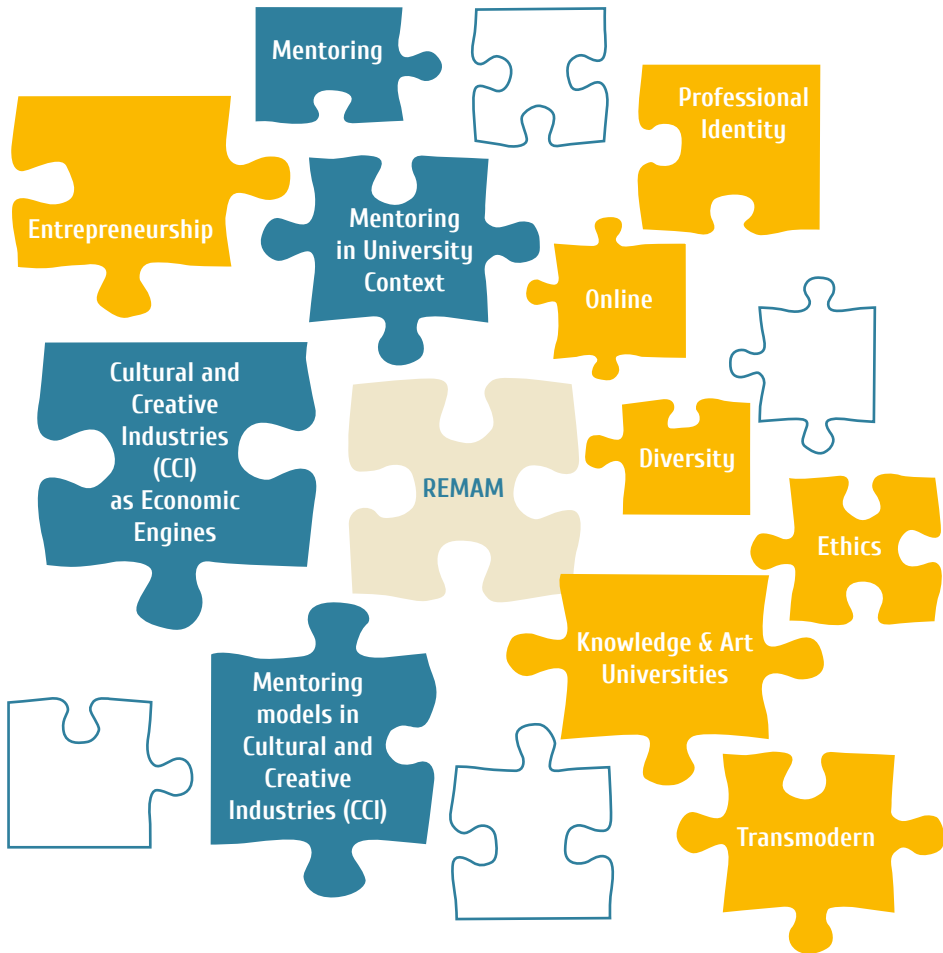 Mentoring
Professional
Identity
Entrepreneurship
Mentoring
in University
Context
Online
Cultural and
Creative
Industries
(CCI)
as Economic
Engines
REMAM
Diversity
Ethics
Knowledge & Art
Universities
Mentoring
models in
Cultural and
Creative
Industries (CCI)
Transmodern